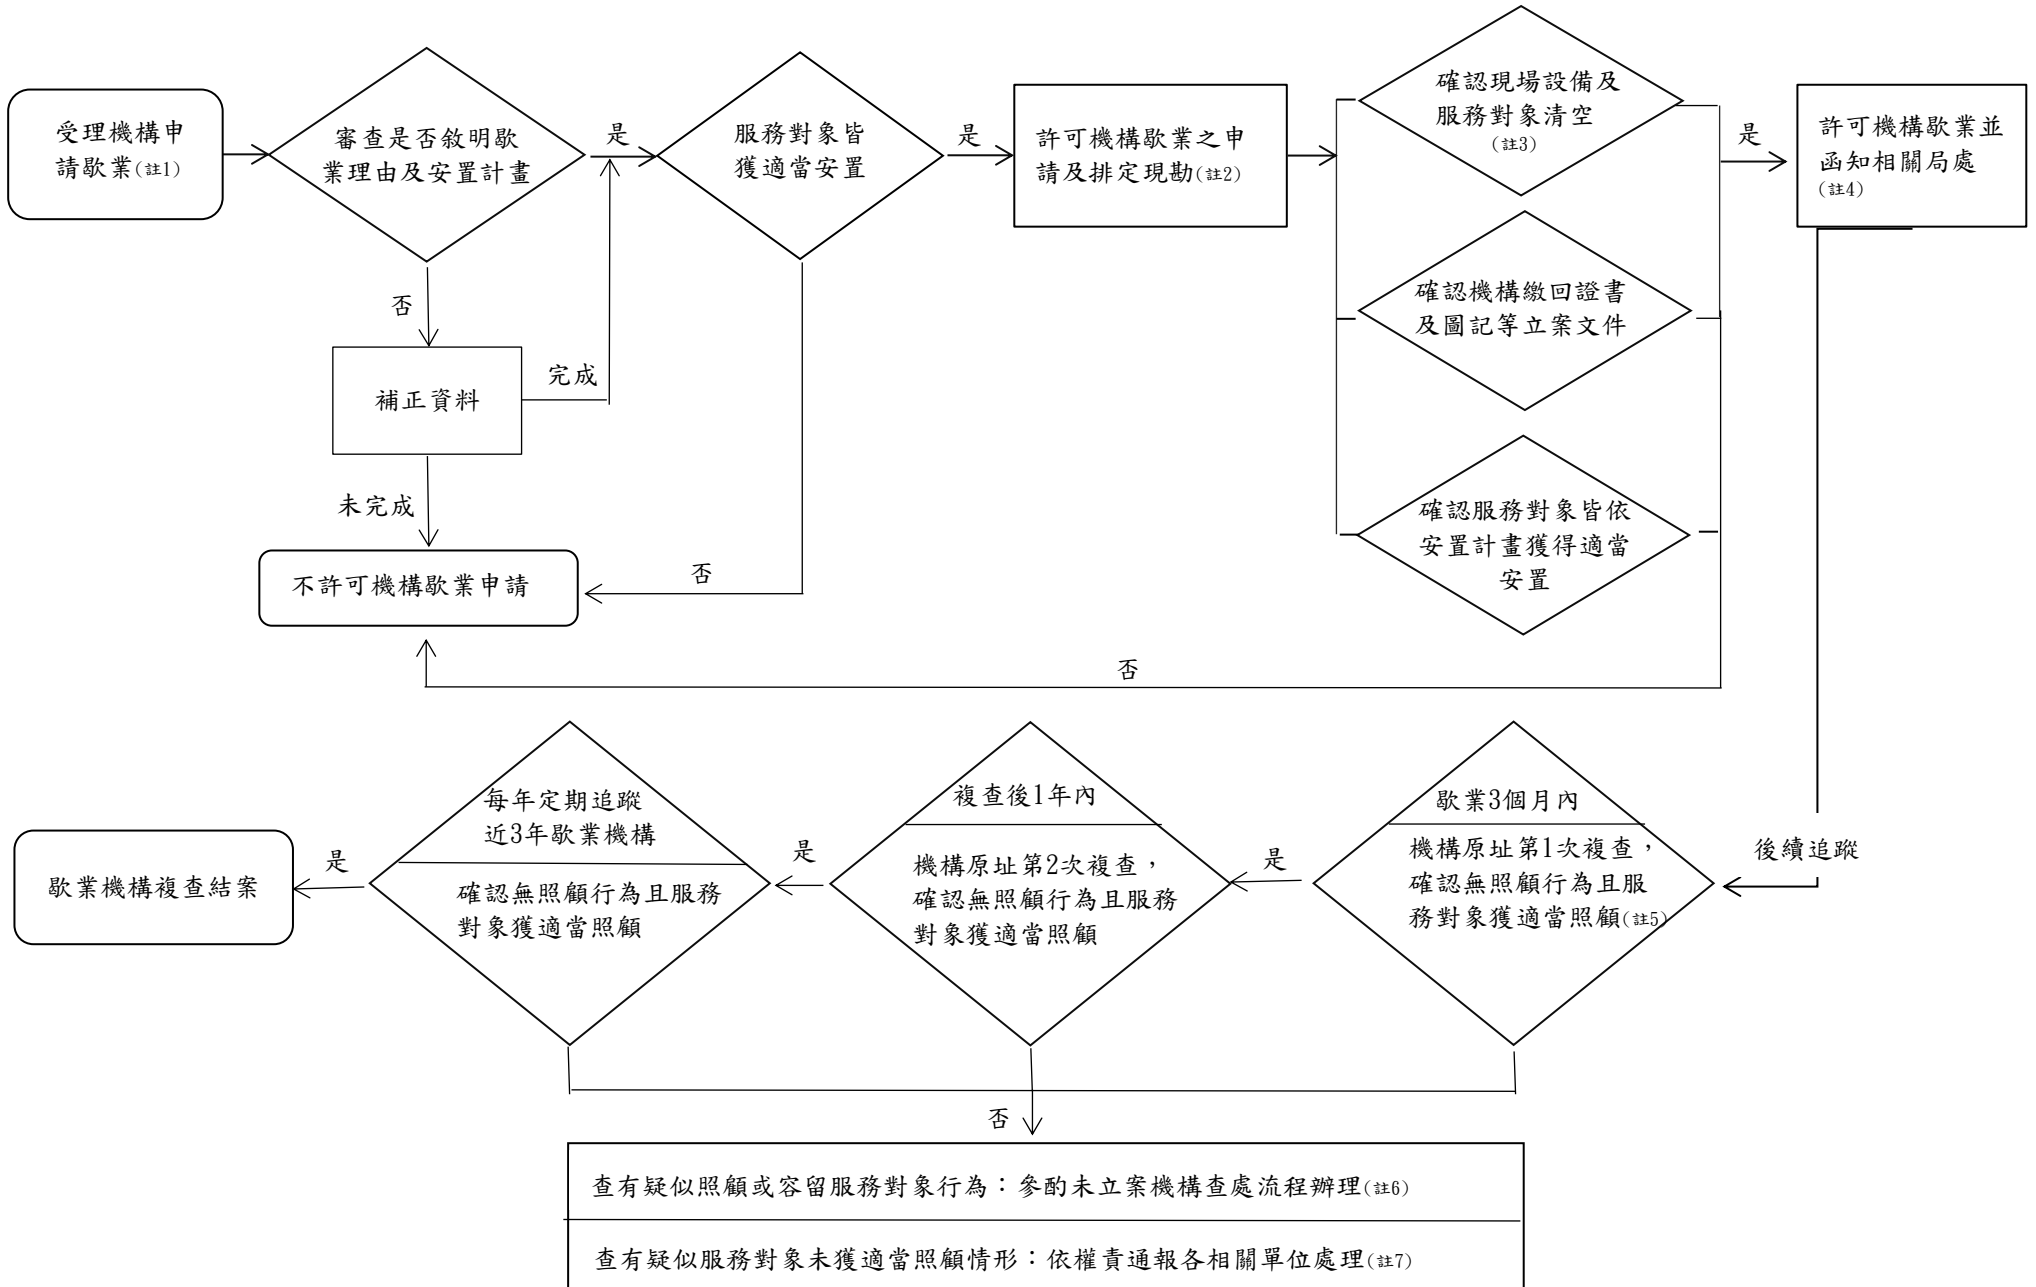 受理機構申
請歇業(註1)
審查是否敘明歇
業理由及安置計畫
是
服務對象皆
獲適當安置
是
許可機構歇業之申
請及排定現勘(註2)
確認現場設備及
服務對象清空
(註3)
是
許可機構歇業並
函知相關局處
(註4)
否
補正資料
完成
確認機構繳回證書
及圖記等立案文件
未完成
確認服務對象皆依
安置計畫獲得適當
安置
不許可機構歇業申請
否
否
後續追蹤
歇業3個月內
機構原址第1次複查，
確認無照顧行為且服
務對象獲適當照顧(註5)
是
複查後1年內
機構原址第2次複查，
確認無照顧行為且服務
對象獲適當照顧
是
每年定期追蹤
近3年歇業機構
確認無照顧行為且服務
對象獲適當照顧
是
歇業機構複查結案
否
查有疑似照顧或容留服務對象行為：參酌未立案機構查處流程辦理(註6)
查有疑似服務對象未獲適當照顧情形：依權責通報各相關單位處理(註7)